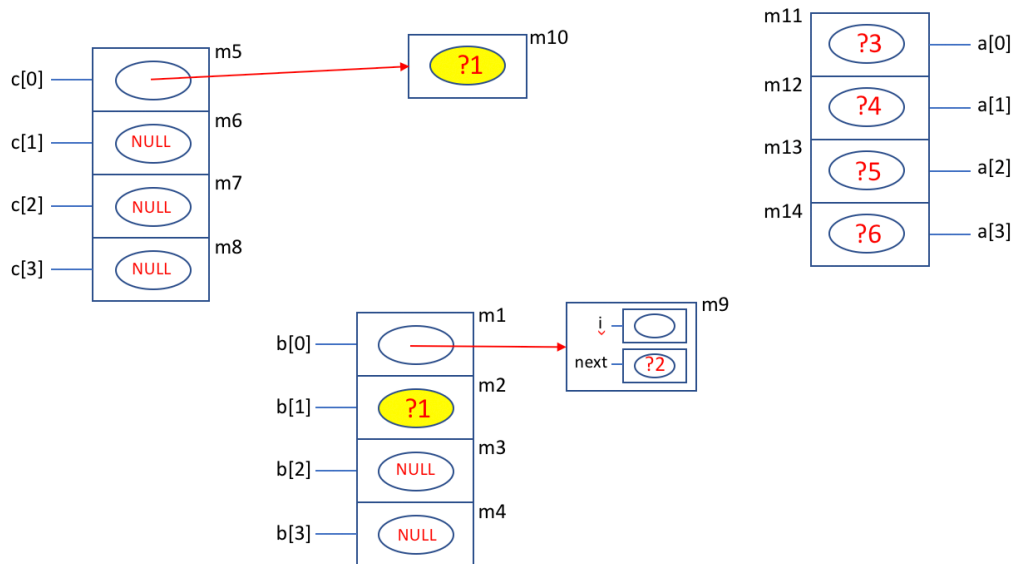 m5
c[0]
m6
c[1]
NULL
m7
c[2]
NULL
m8
c[3]
NULL
m10
?1
m11
?3
a[0]
m12
?4
a[1]
m13
?5
a[2]
m14
?6
a[3]
m1
b[0]
m2
b[1]
?1
m3
b[2]
NULL
m4
b[3]
NULL
m9
i
next
?2